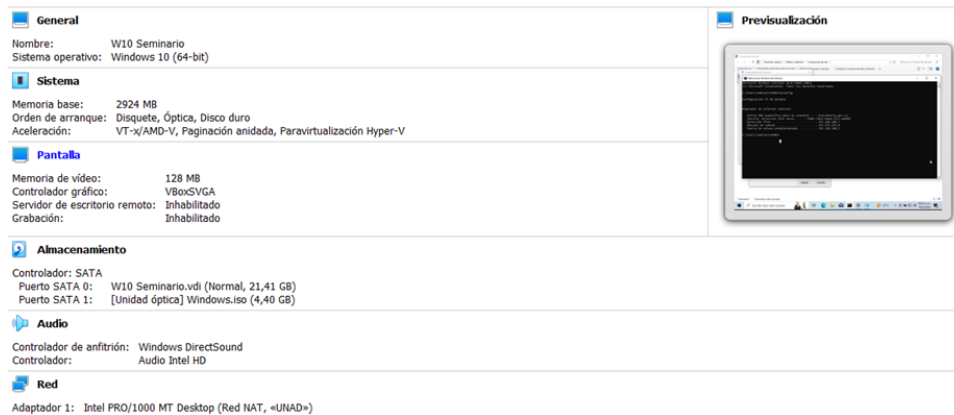 General
Nombre: W10 Seminario
Sistema operativo: Windows 10 (64-bit)
Sistema
Memoria base: 2924 MB
Orden de arranque: Disquete, Óptica, Disco duro
Aceleración: VT-x/AMD-V, Paginación anidada, Paravirtualización Hyper-V
Pantalla
Memoria de vídeo: 128 MB
Controlador gráfico: VBoxSVGA
Servidor de escritorio remoto: Inhabilitado
Grabación: Inhabilitado
Almacenamiento
Controlador: SATA
Puerto SATA 0: W10 Seminario.vdi (Normal, 21,41 GB)
Puerto SATA 1: [Unidad óptica] Windows.iso (4,40 GB)
Audio
Controlador de anfitrión: Windows DirectSound
Controlador: Audio Intel HD
Red
Adaptador 1: Intel PRO/1000 MT Desktop (Red NAT, «UNAD»)
Previsualización